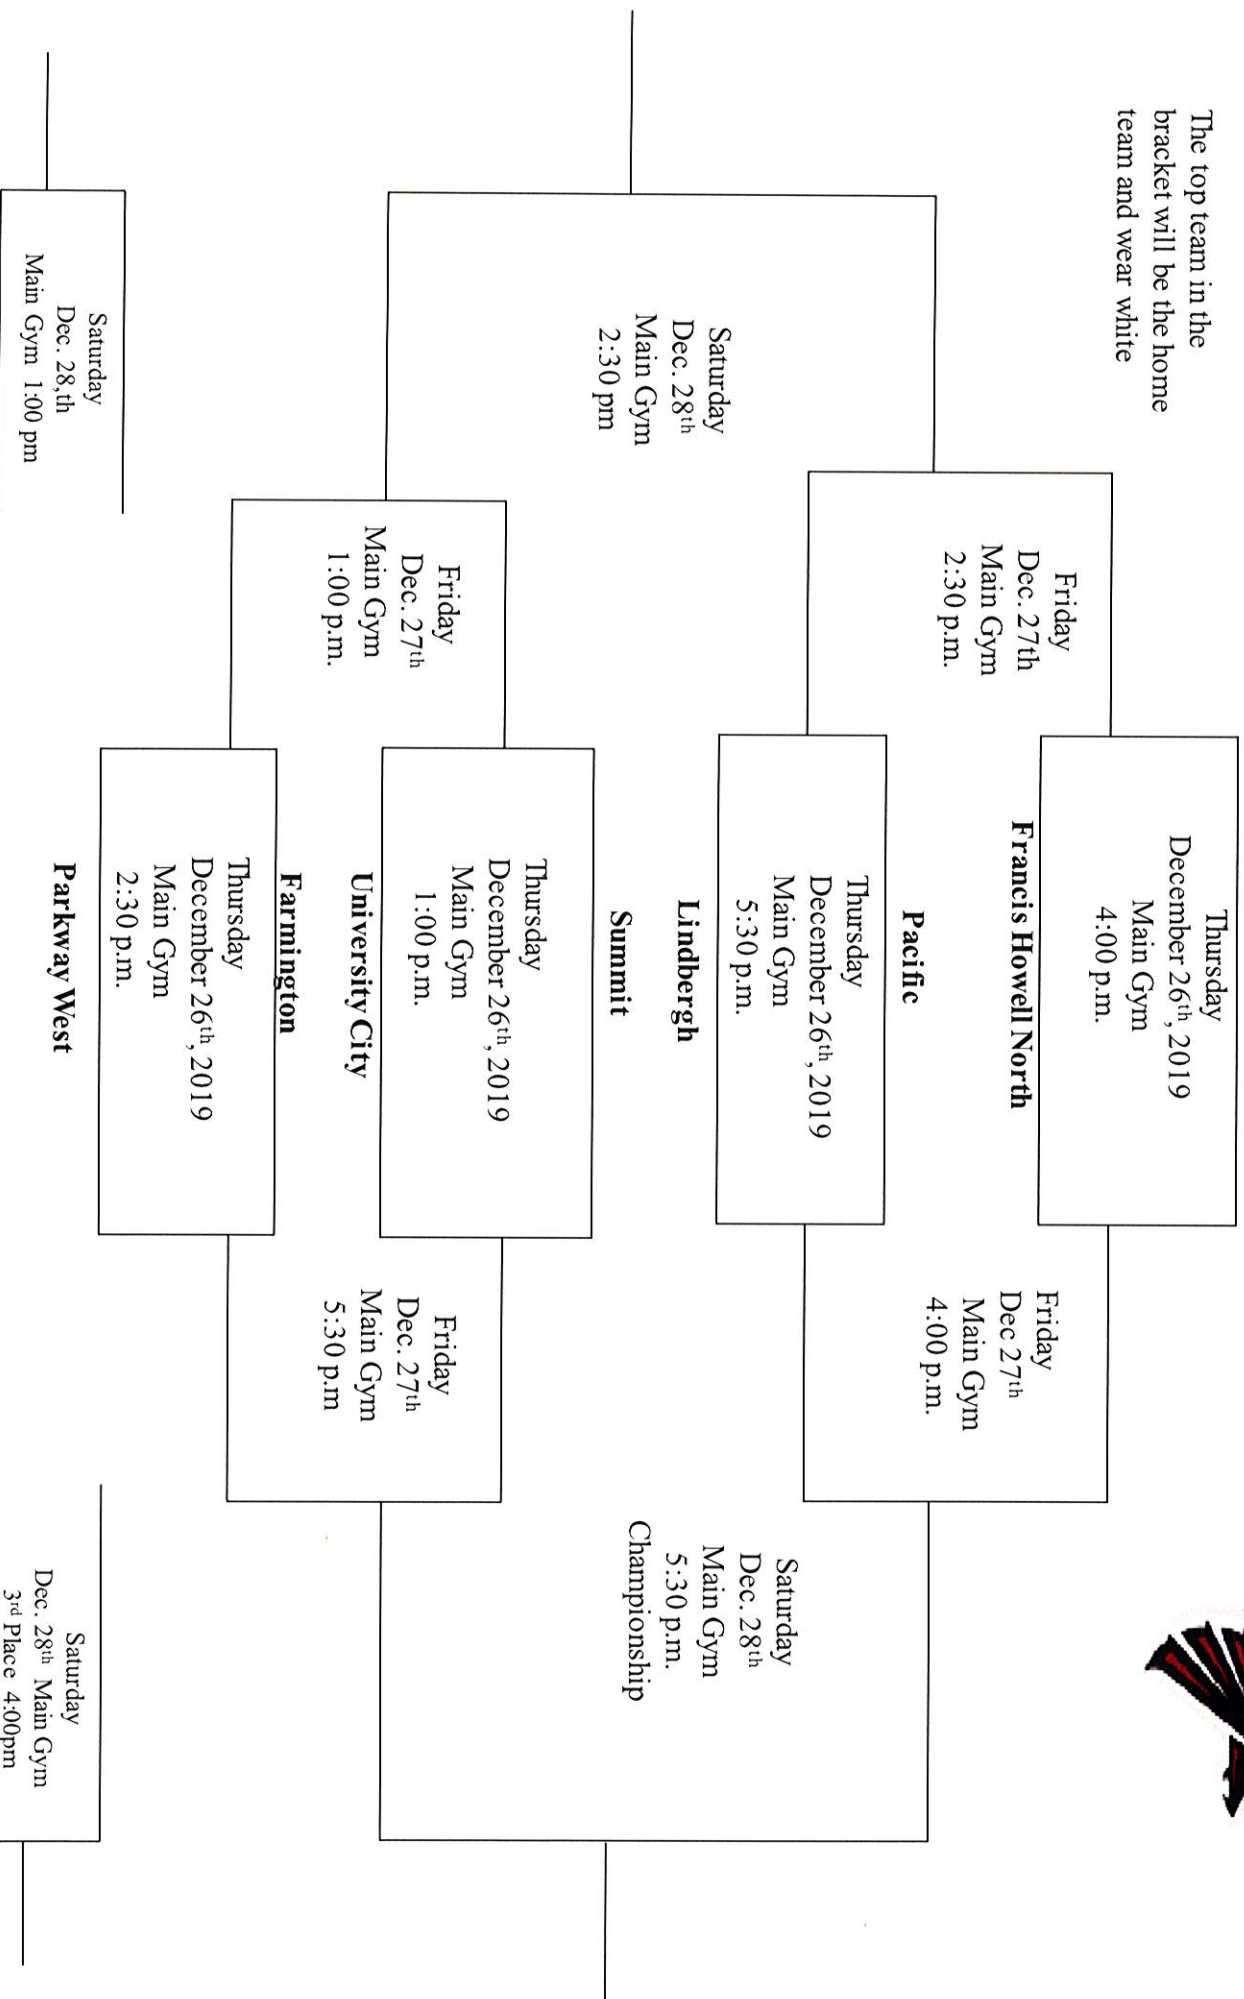 The top team in the
bracket will be the home
team and wear white
Thursday
December 26th, 2019
Main Gym
4:00 p.m.
Francis Howell North
Friday
Dec. 27th
Main Gym
2:30 p.m.
Friday
Dec 27th
Main Gym
4:00 p.m.
Pacific
Thursday
December 26th, 2019
Main Gym
5:30 p.m.
Lindbergh
Saturday
Dec. 28th
Main Gym
2:30 pm
Saturday
Dec. 28th
Main Gym
5:30 p.m.
Championship
Summit
Thursday
December 26th, 2019
Main Gym
1:00 p.m.
University City
Friday
Dec. 27th
Main Gym
1:00 p.m.
Friday
Dec. 27th
Main Gym
5:30 p.m
Farmington
Thursday
December 26th, 2019
Main Gym
2:30 p.m.
Parkway West
Saturday
Dec. 28,th
Main Gym 1:00 pm
Saturday
Dec. 28th Main Gym
3rd Place 4:00pm